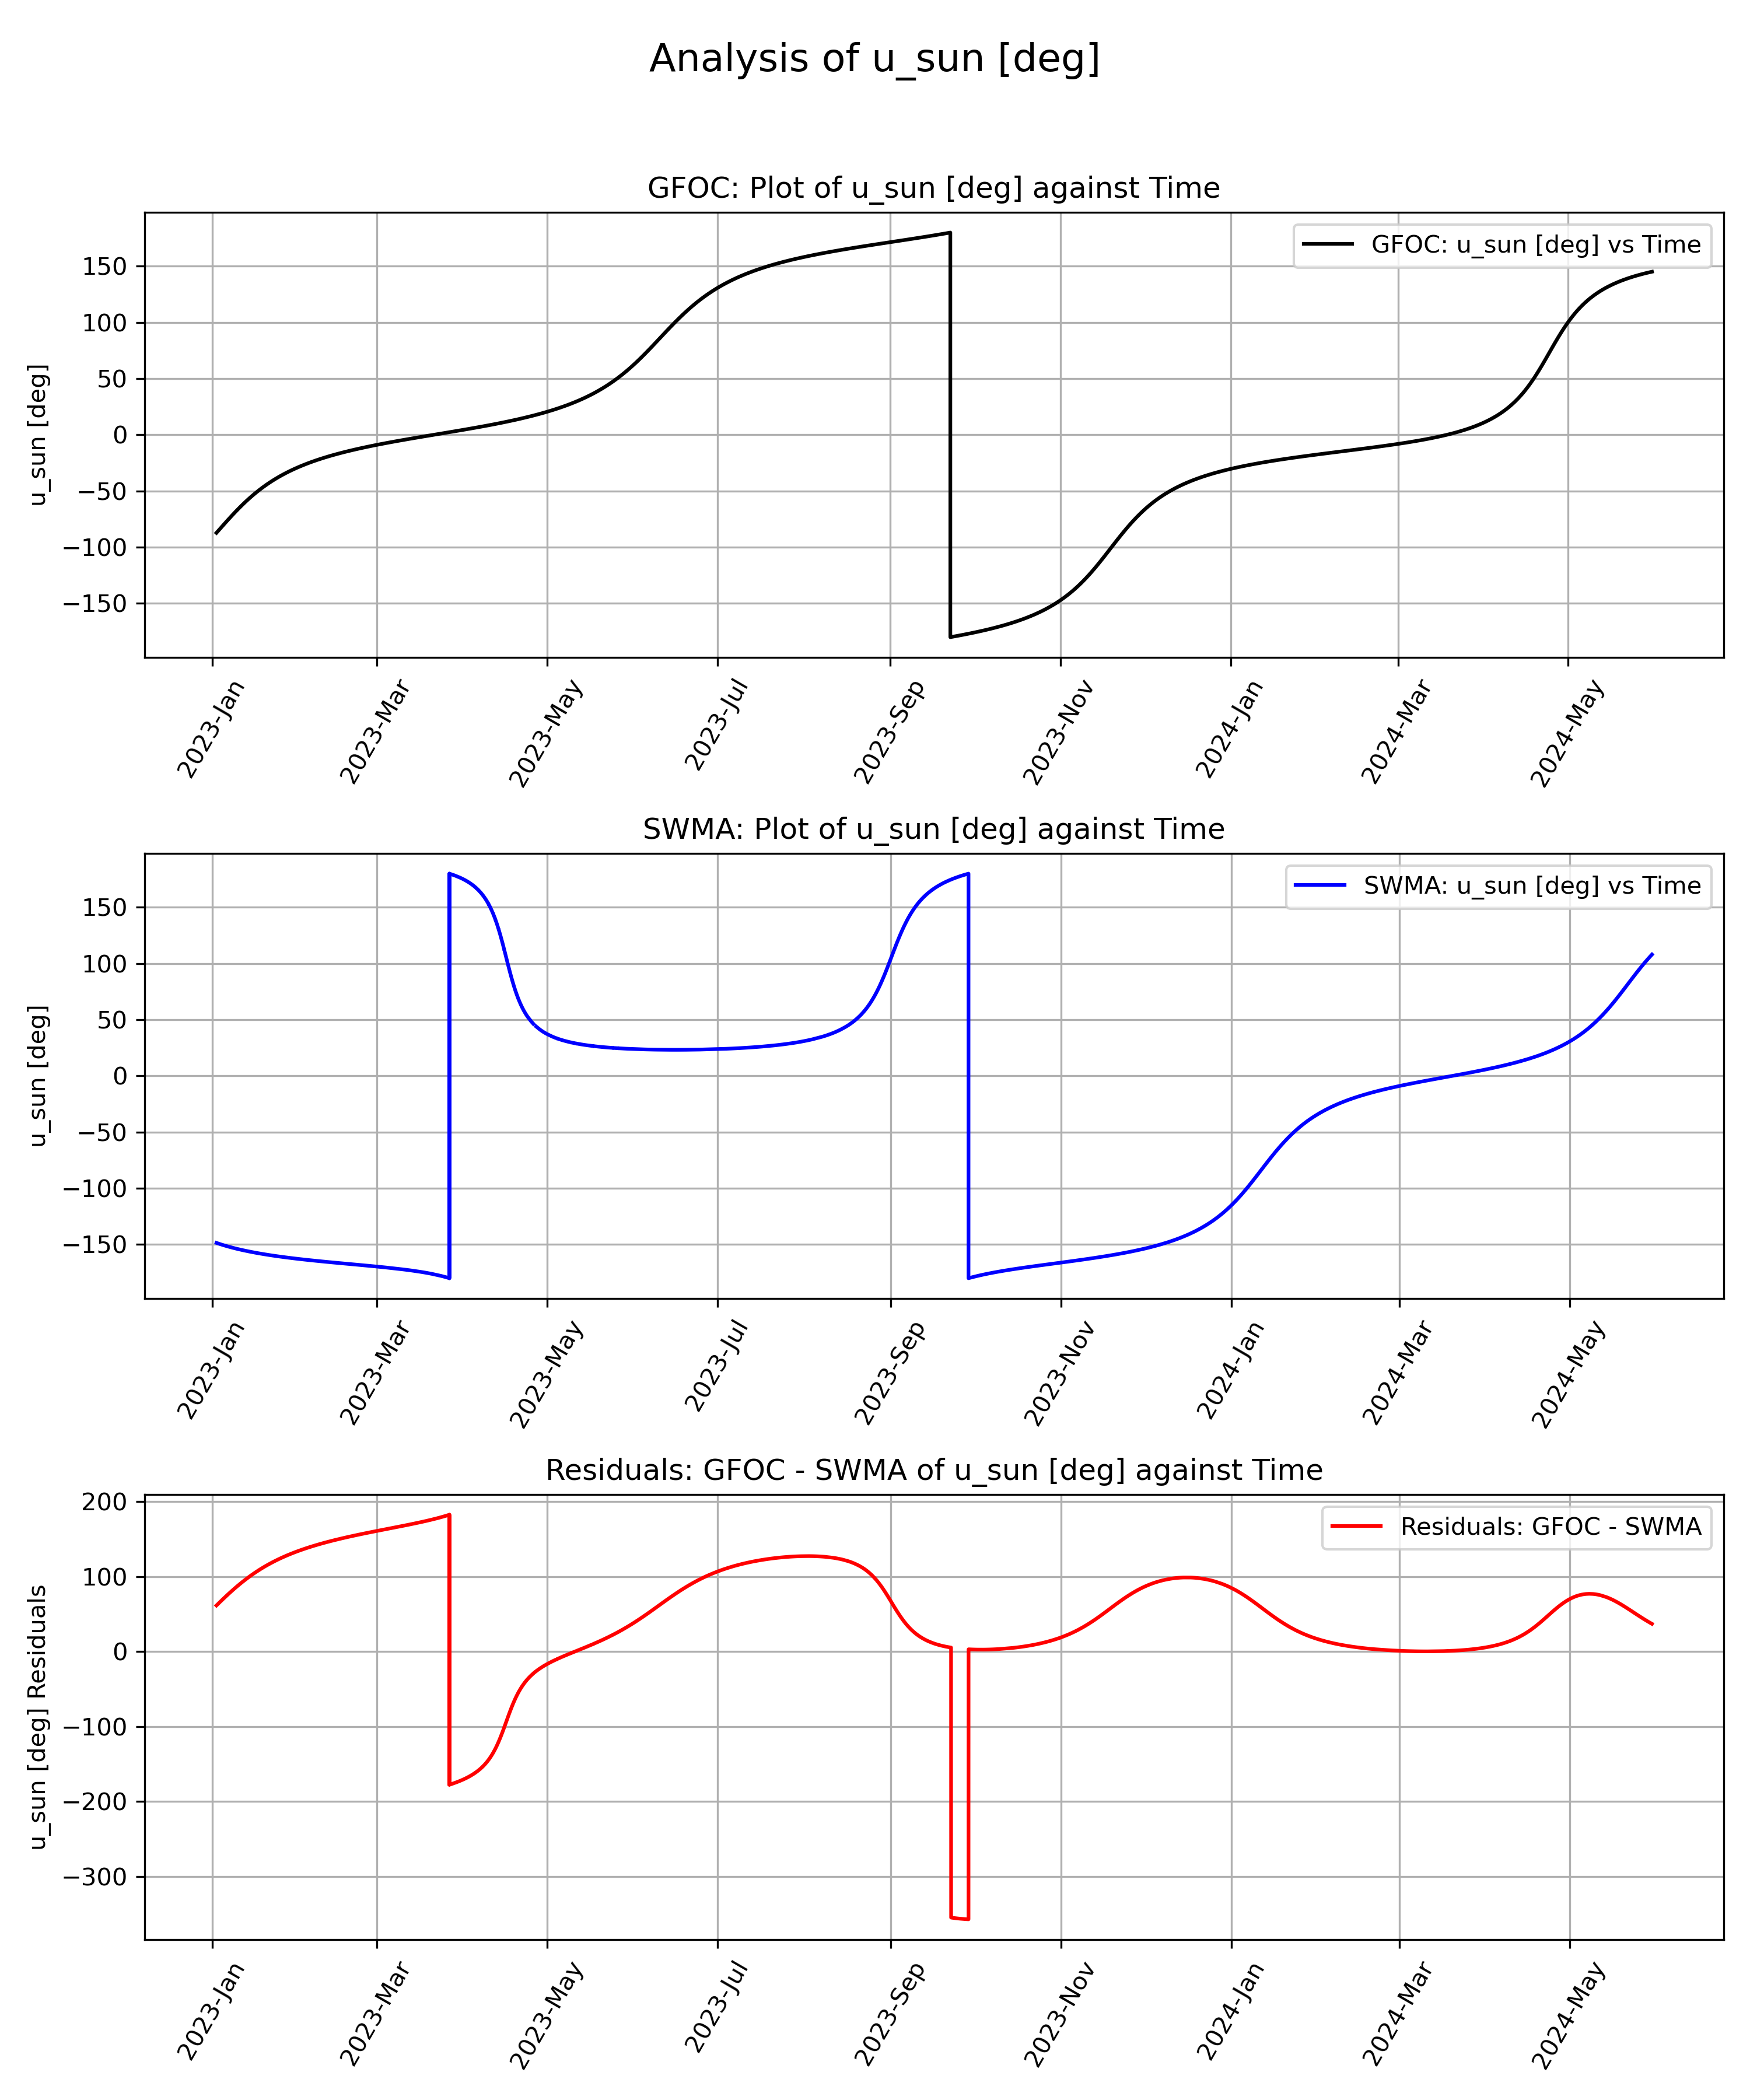 Analysis of u_sun [deg]
GFOC: Plot of u_sun [deg] against Time
GFOC: u_sun [deg] vs Time
u_sun [deg]
150
100
50
0
−50
−100
−150
2023-Jan
2023-Mar
2023-May
2023-Jul
2023-Sep
2023-Nov
2024-Jan
2024-Mar
2024-May
SWMA: Plot of u_sun [deg] against Time
SWMA: u_sun [deg] vs Time
u_sun [deg]
150
100
50
0
−50
−100
−150
2023-Jan
2023-Mar
2023-May
2023-Jul
2023-Sep
2023-Nov
2024-Jan
2024-Mar
2024-May
Residuals: GFOC - SWMA of u_sun [deg] against Time
Residuals: GFOC - SWMA
u_sun [deg] Residuals
200
100
0
−100
−200
−300
2023-Jan
2023-Mar
2023-May
2023-Jul
2023-Sep
2023-Nov
2024-Jan
2024-Mar
2024-May